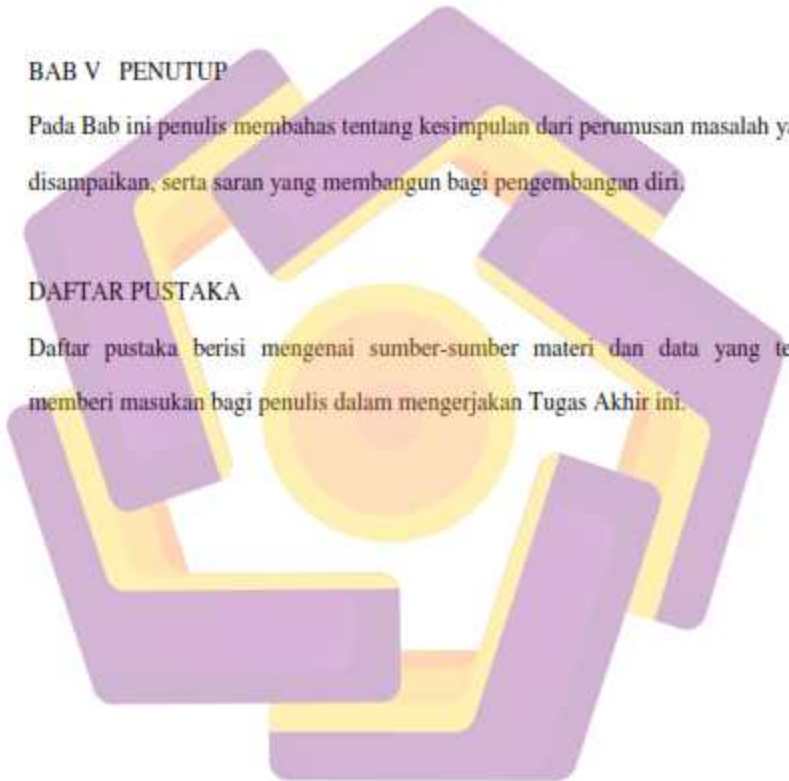 BAB V PENUTUP
Pada Bab ini penulis membahas tentang kesimpulan dari perumusan masalah
disampaikan, serta saran yang membangun bagi pengembangan diri.
DAFTAR PUSTAKA
Daftar pustaka berisi mengenai sumber-sumber materi dan data yang
memberi masukan bagi penulis dalam mengerjakan Tugas Akhir ini.